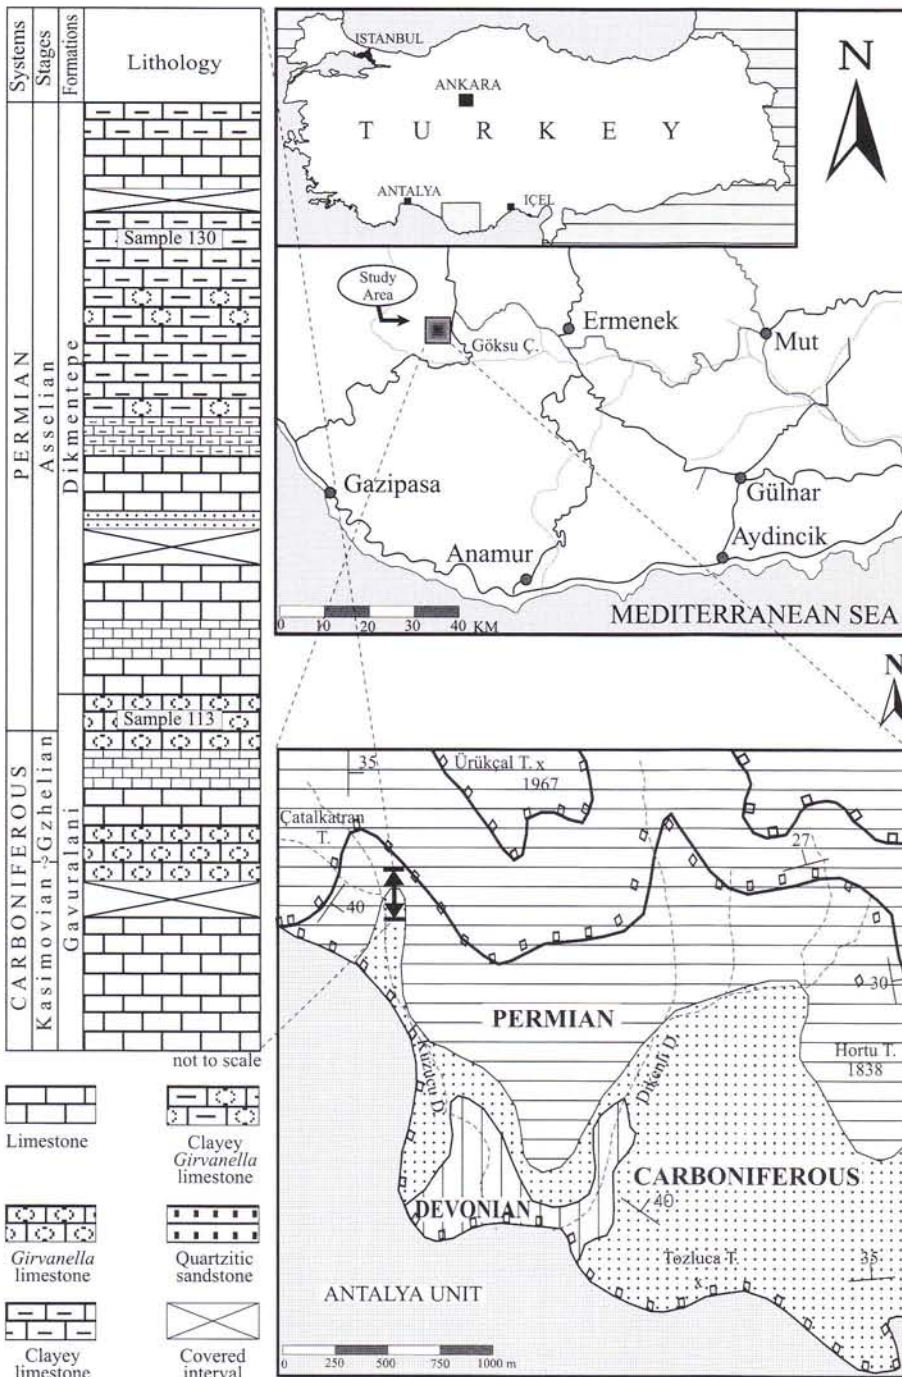 Systems
Stages
Formations
Lithology
PERMIAN
Asselian
Dikmentepe
Sample 130
Sample 113
CARBONIFEROUS
Kasimovian-?-Gzhelian
Gavuralani
not to scale
Limestone
Clayey
Girvanella
limestone
Girvanella
limestone
Quartzitic
sandstone
Clayey
limestone
Covered
interval
ISTANBUL
ANKARA
TURKEY
ANTALYA
IÇEL
N
Study
Area
Ermenek
Mut
Göksu Ç.
Gazipasa
Gülnar
Aydincik
Anamur
MEDITERRANEAN SEA
0 10 20 30 40 KM
N
35
Ürükçal T. x
1967
Çatalkatran
T.
27
40
30
PERMIAN
Kuzucu D.
Dikenli D.
Hortu T.
1838
CARBONIFEROUS
DEVONIAN
40
Tozluca T.
x
35
ANTALYA UNIT
0 250 500 750 1000 m